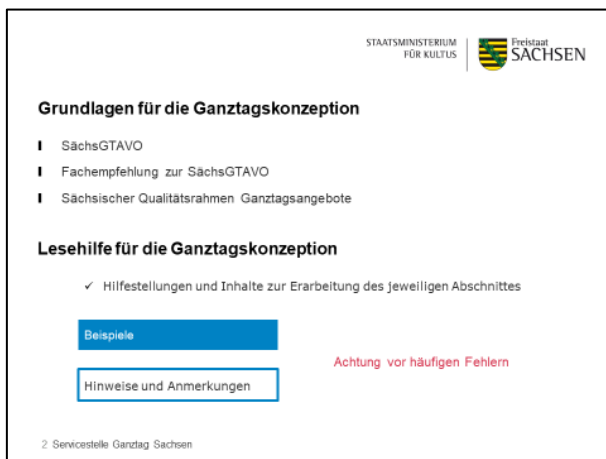 STAATSMINISTERIUM
FÜR KULTUS
Freistaat
SACHSEN
Grundlagen für die Ganztagskonzeption
SächsGTAVO
Fachempfehlung zur SächsGTAVO
Sächsischer Qualitätsrahmen Ganztagsangebote
Lesehilfe für die Ganztagskonzeption
✓ Hilfestellungen und Inhalte zur Erarbeitung des jeweiligen Abschnittes
Beispiele
Achtung vor häufigen Fehlern
Hinweise und Anmerkungen
2 Servicestelle Ganztag Sachsen